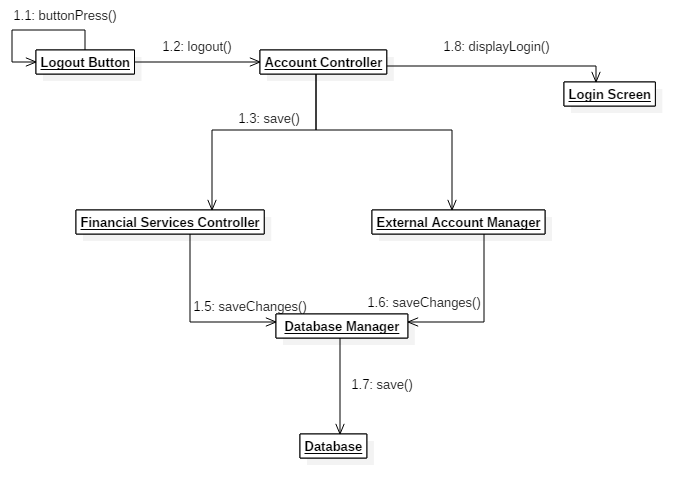 1.1: buttonPress()
1.2: logout()
1.8: displayLogin()
Logout Button
Account Controller
Login Screen
1.3: save()
Financial Services Controller
External Account Manager
1.5: saveChanges()
1.6: saveChanges()
Database Manager
1.7: save()
Database